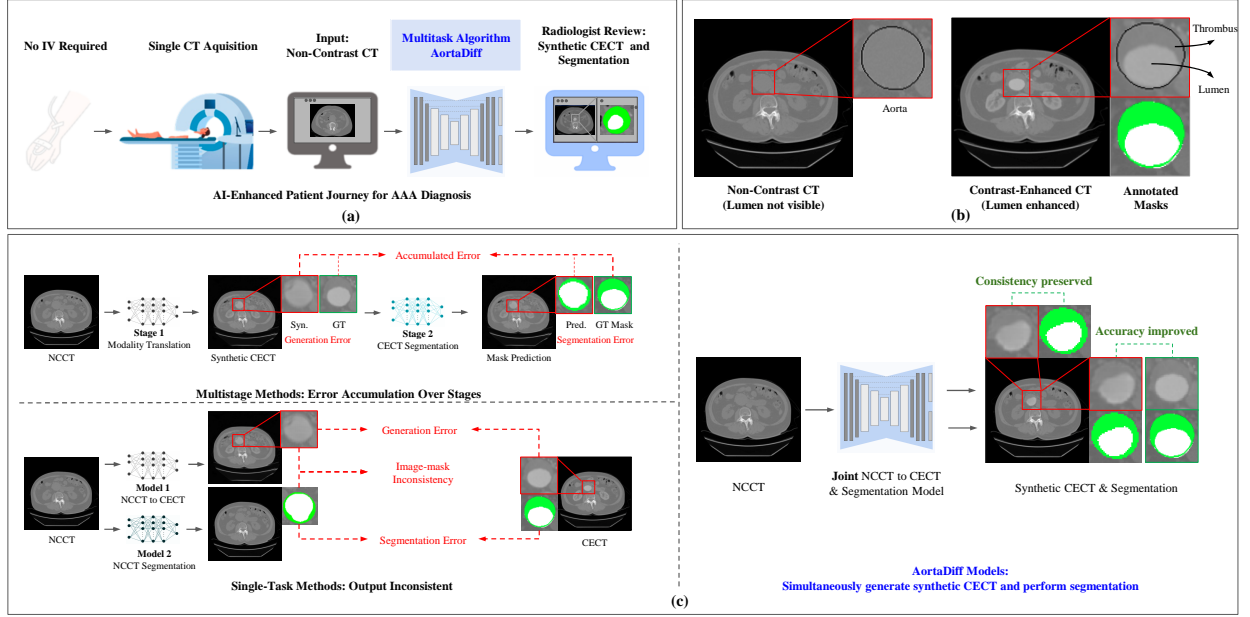 No IV Required
Single CT Aquisition
Input:
Non-Contrast CT
Multitask Algorithm
AortaDiff
Radiologist Review:
Synthetic CECT and
Segmentation
AI-Enhanced Patient Journey for AAA Diagnosis
(a)
Aorta
Thrombus
Lumen
Non-Contrast CT
(Lumen not visible)
Contrast-Enhanced CT
(Lumen enhanced)
Annotated
Masks
(b)
NCCT
Stage 1
Modality Translation
Synthetic CECT
Syn.
GT
Generation Error
Accumulated Error
Stage 2
CECT Segmentation
Mask Prediction
Pred.
GT Mask
Segmentation Error
Multistage Methods: Error Accumulation Over Stages
NCCT
Model 1
NCCT to CECT
Model 2
NCCT Segmentation
Generation Error
Image-mask
Inconsistency
Segmentation Error
CECT
Single-Task Methods: Output Inconsistent
NCCT
Joint NCCT to CECT
& Segmentation Model
Consistency preserved
Accuracy improved
Synthetic CECT & Segmentation
AortaDiff Models:
Simultaneously generate synthetic CECT and perform segmentation
(c)